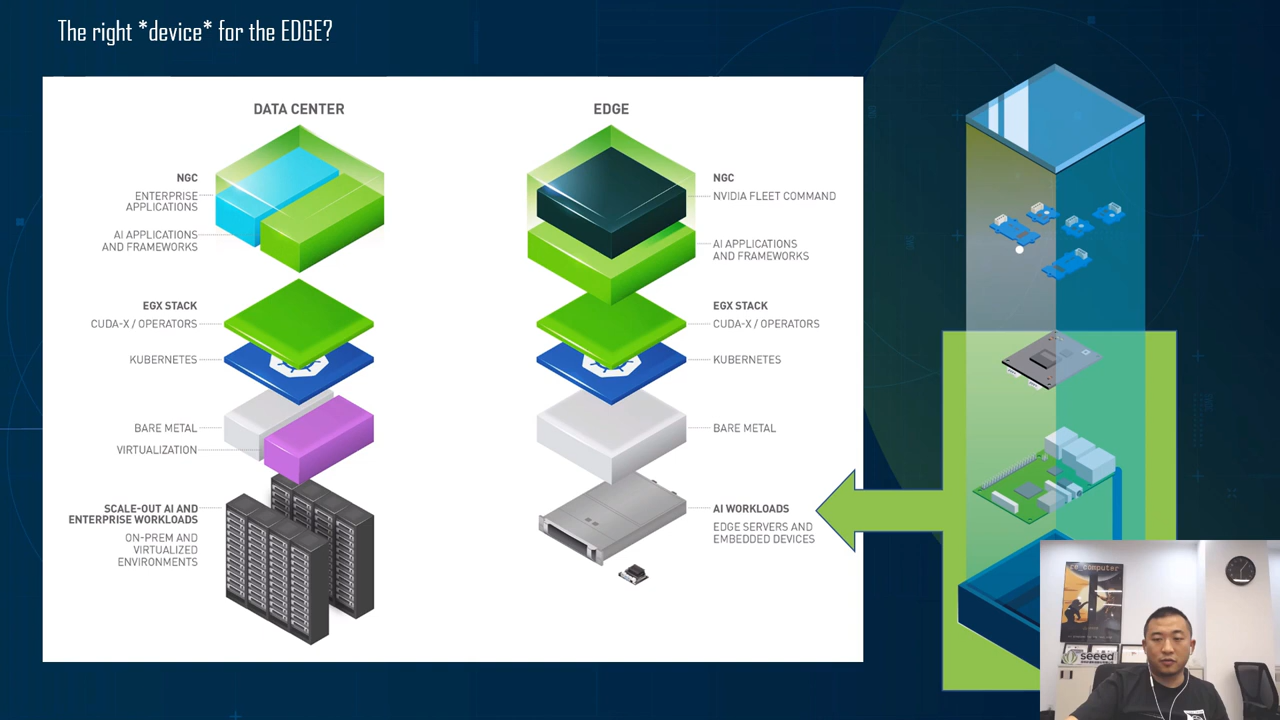 The right *device* for the EDGE?
DATA CENTER
NGC
ENTERPRISE
APPLICATIONS
AI APPLICATIONS
AND FRAMEWORKS
EGX STACK
CUDA-X / OPERATORS
KUBERNETES
BARE METAL
VIRTUALIZATION
SCALE-OUT AI AND
ENTERPRISE WORKLOADS
ON-PREM AND
VIRTUALIZED
ENVIRONMENTS
EDGE
NGC
NVIDIA FLEET COMMAND
AI APPLICATIONS
AND FRAMEWORKS
EGX STACK
CUDA-X / OPERATORS
KUBERNETES
BARE METAL
AI WORKLOADS
EDGE SERVERS AND
EMBEDDED DEVICES
computer
seeed